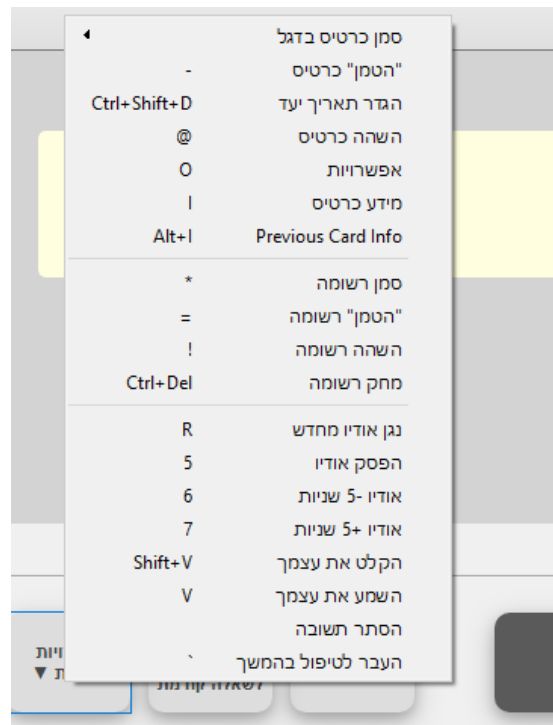 סמן כרטיס בדגל
"הטמן" כרטיס -
הגדר תאריך יעד Ctrl+Shift+D
השהה כרטיס @
אפשרויות O
מידע כרטיס I
Previous Card Info Alt+I
סמן רשומה *
"הטמן" רשומה =
השהה רשומה !
מחק רשומה Ctrl+Del
נגן אודיו מחדש R
הפסק אודיו 5
אודיו -5 שניות 6
אודיו +5 שניות 7
הקלט את עצמך Shift+V
השמע את עצמך V
הסתר תשובה
העבר לטיפול בהמשך `